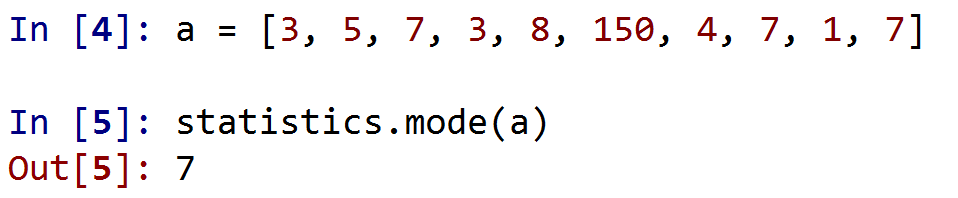 In [4]: a = [3, 5, 7, 3, 8, 150, 4, 7, 1, 7]
In [5]: statistics.mode(a)
Out[5]: 7